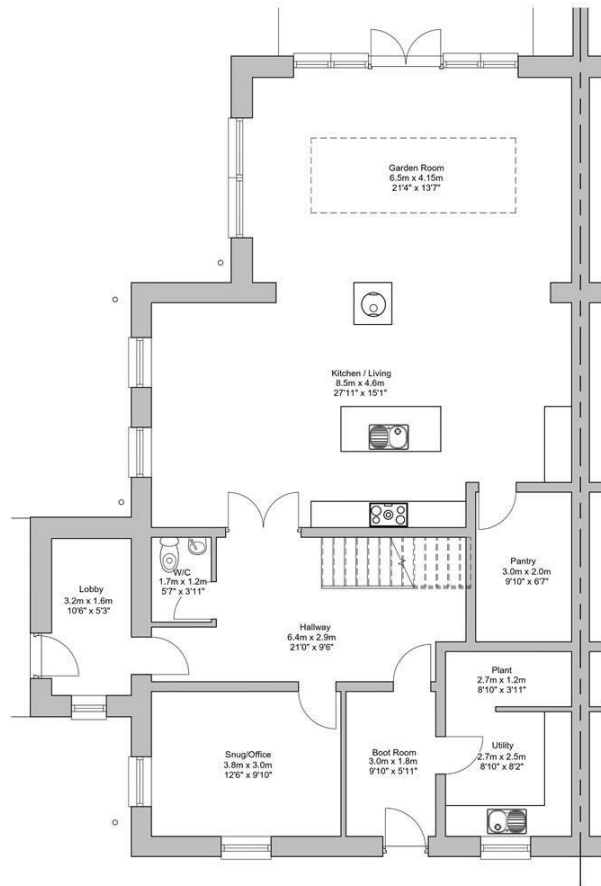 Garden Room
6.5m x 4.15m
21'4" x 13'7"
Kitchen / Living
8.5m x 4.6m
27'11" x 15'1"
Pantry
3.0m x 2.0m
9'10" x 6'7"
W/C
1.7m x 1.2m
5'7" x 3'11"
Lobby
3.2m x 1.6m
10'6" x 5'3"
Hallway
6.4m x 2.9m
21'0" x 9'6"
Plant
2.7m x 1.2m
8'10" x 3'11"
Snug/Office
3.8m x 3.0m
12'6" x 9'10"
Boot Room
3.0m x 1.8m
9'10" x 5'11"
Utility
2.7m x 2.5m
8'10" x 8'2"